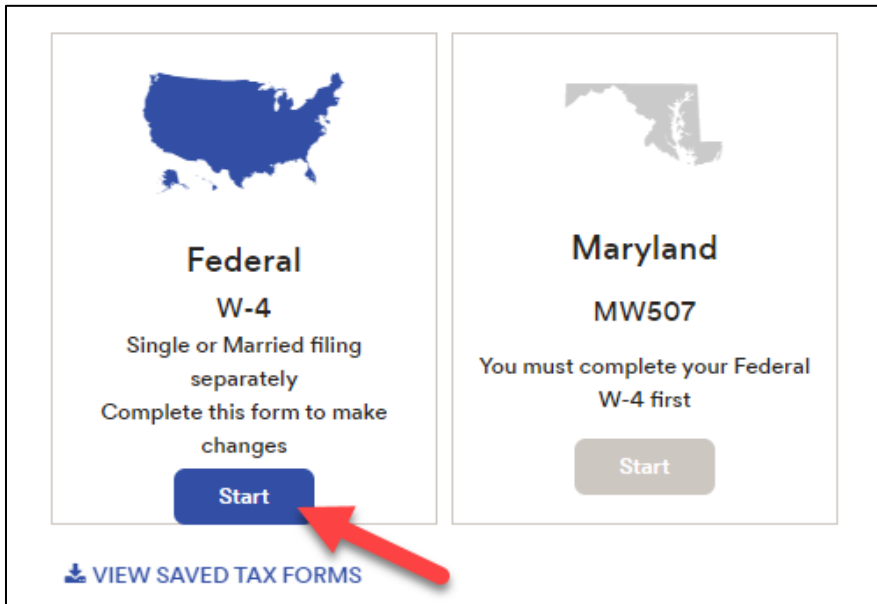 Federal
W-4
Single or Married filing
separately
Complete this form to make
changes
Start
Maryland
MW507
You must complete your Federal
W-4 first
Start
VIEW SAVED TAX FORMS